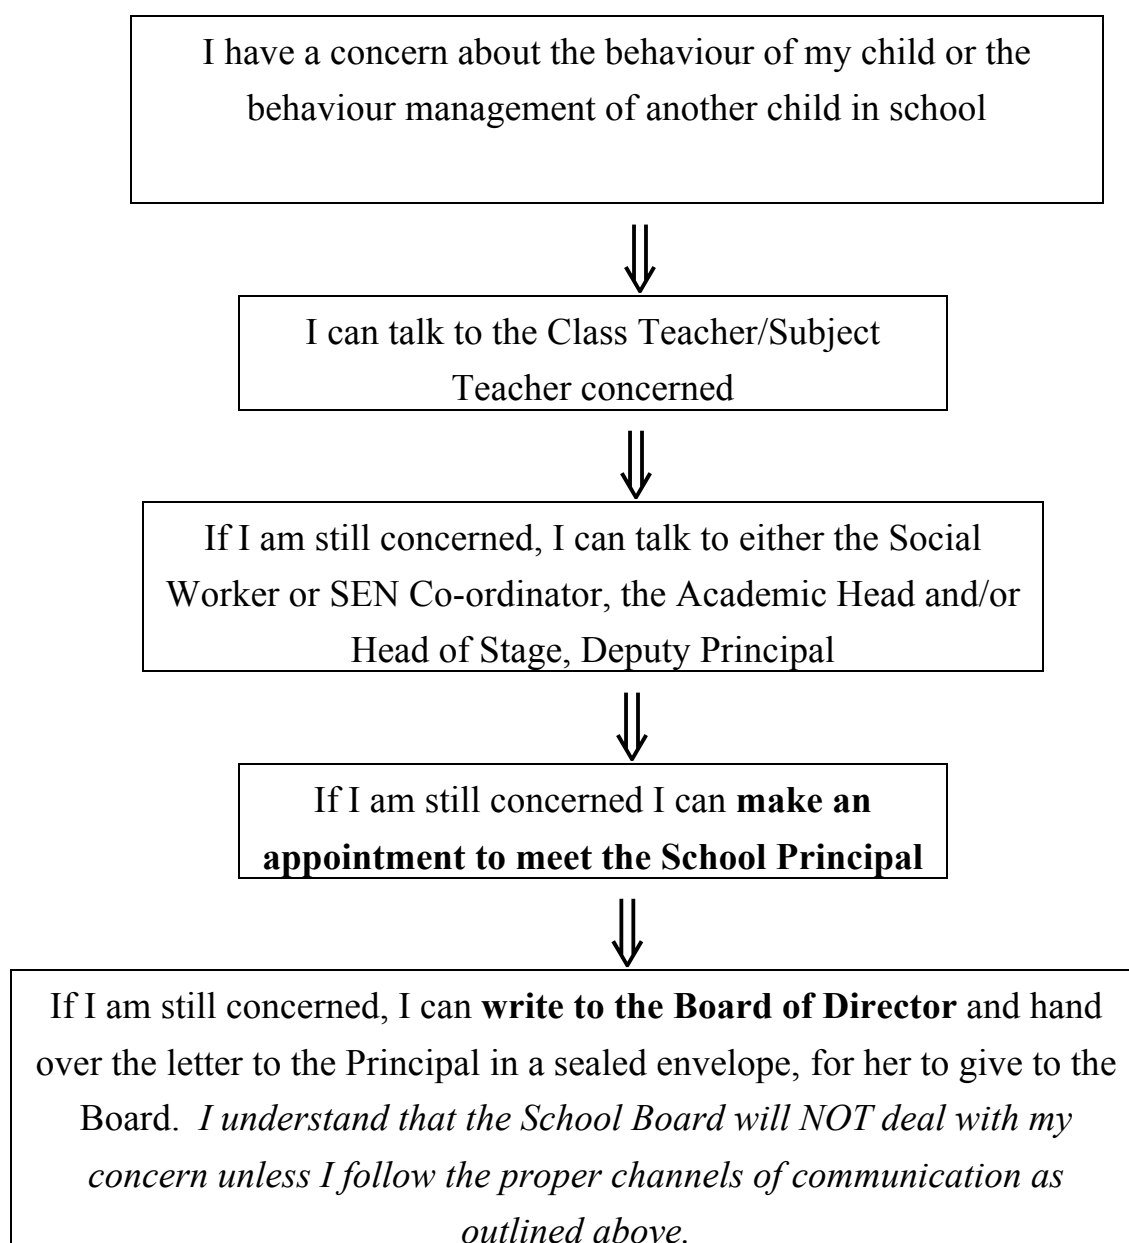 I have a concern about the behaviour of my child or the
behaviour management of another child in school
I can talk to the Class Teacher/Subject
Teacher concerned
If I am still concerned, I can talk to either the Social
Worker or SEN Co-ordinator, the Academic Head and/or
Head of Stage, Deputy Principal
If I am still concerned I can make an
appointment to meet the School Principal
If I am still concerned, I can write to the Board of Director and hand
over the letter to the Principal in a sealed envelope, for her to give to the
Board. I understand that the School Board will NOT deal with my
concern unless I follow the proper channels of communication as
outlined above.